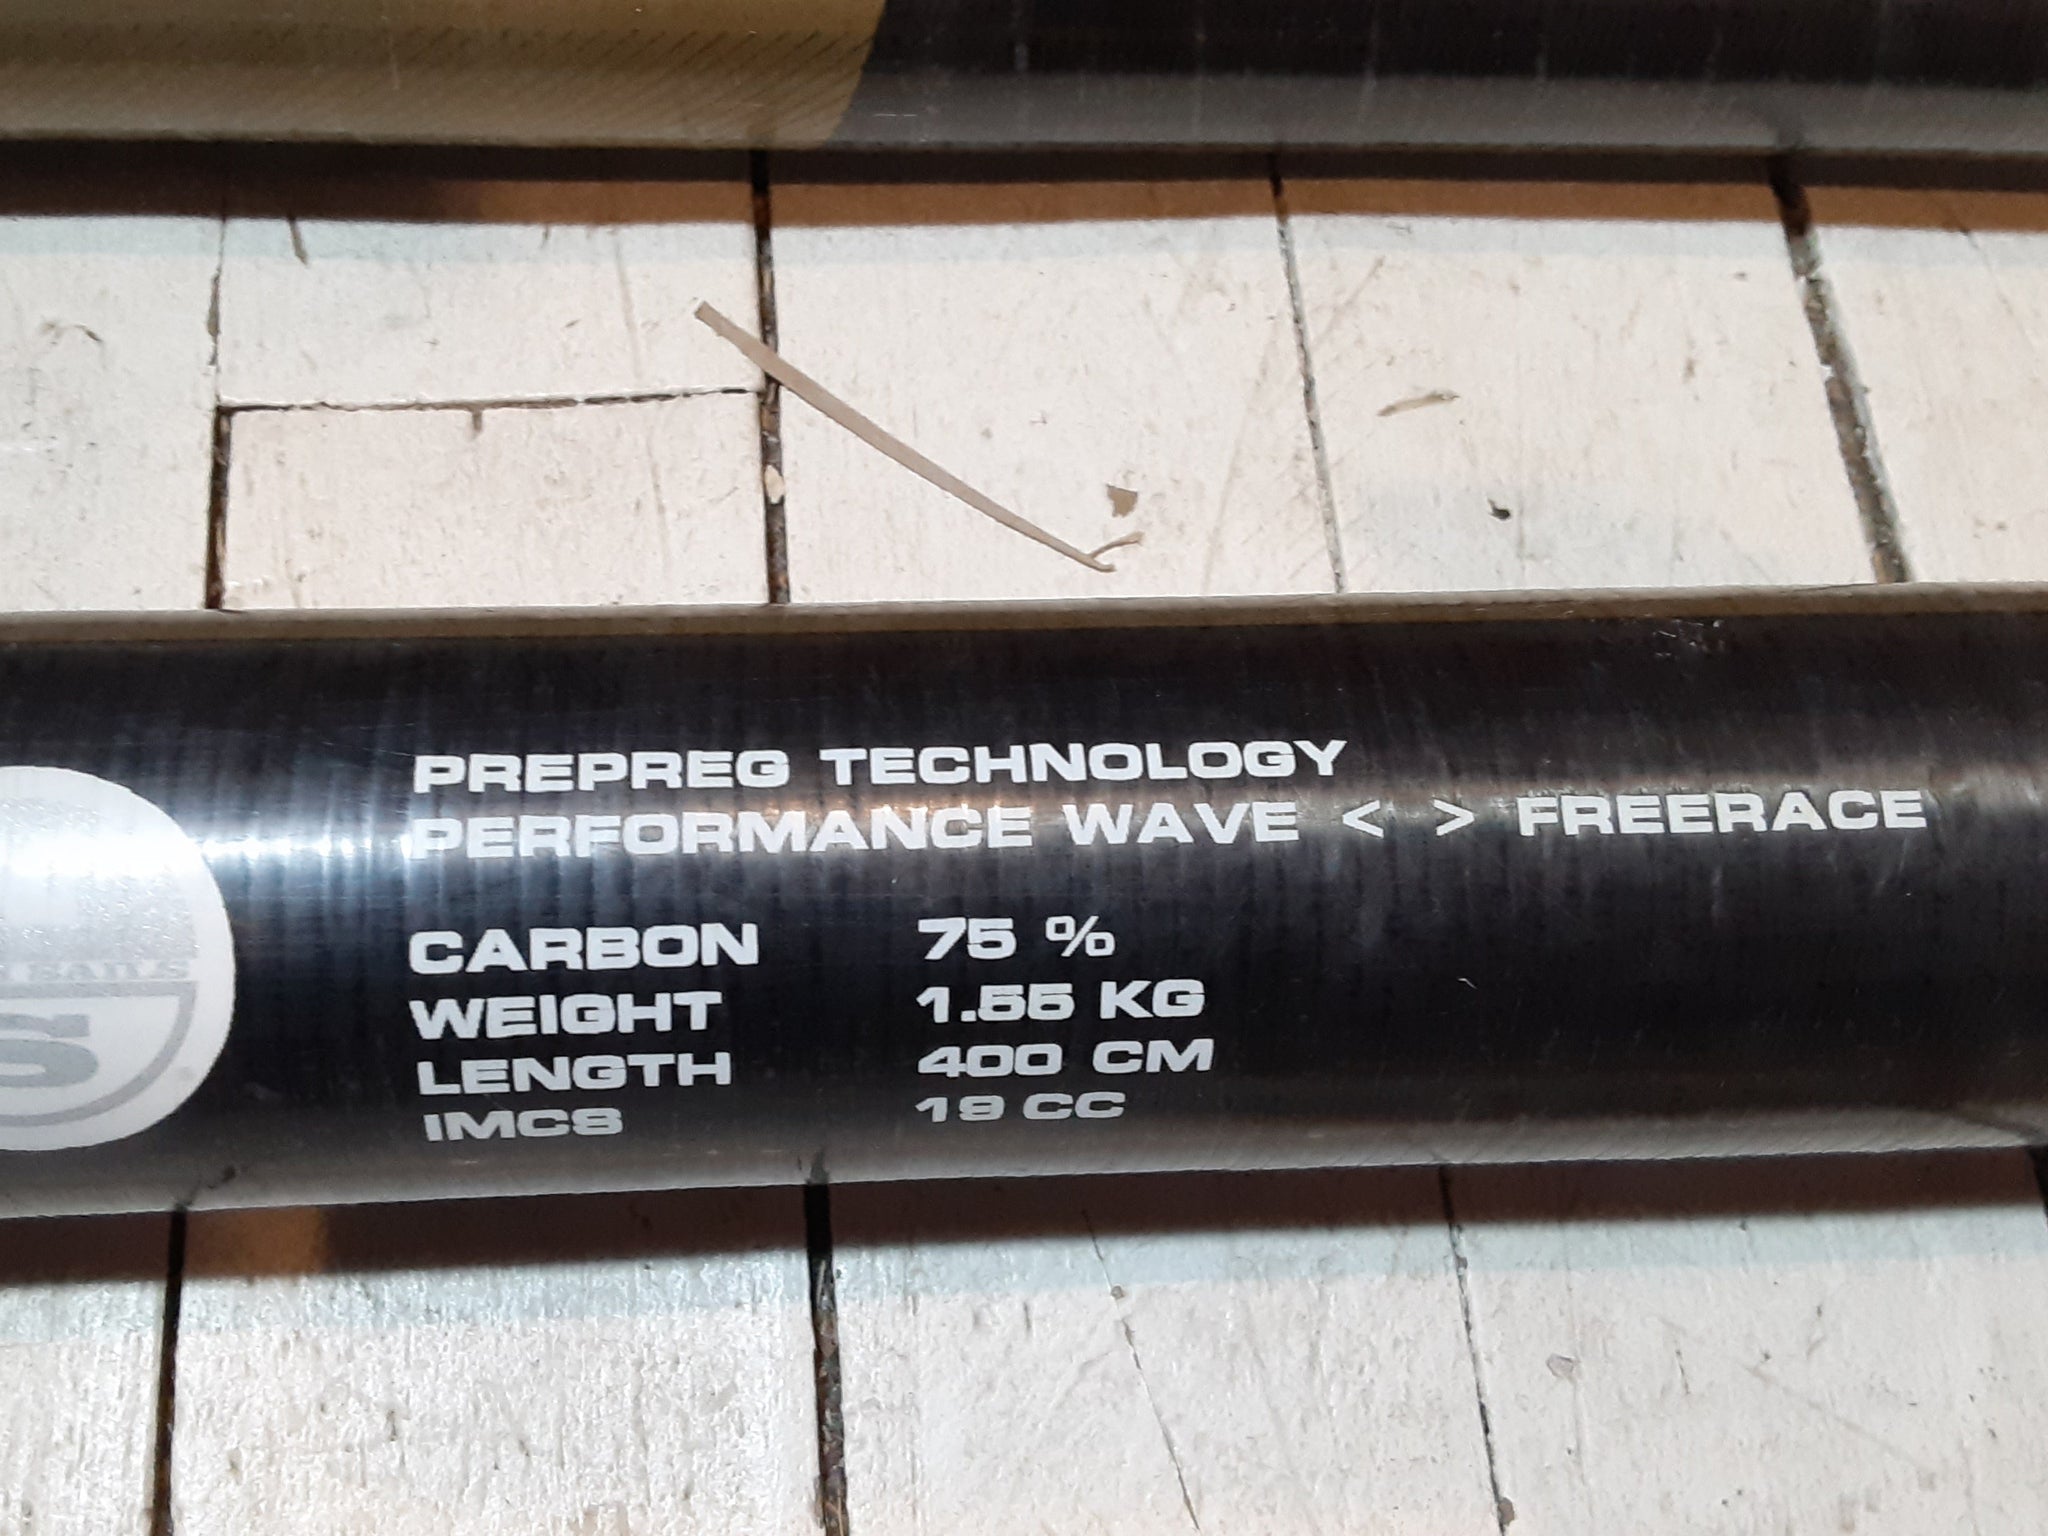 PREPREG TECHNOLOGY
PERFORMANCE WAVE < > FREERACE
CARBON 75 %
WEIGHT 1.55 KG
LENGTH 400 CM
IMCS 19 CC
S